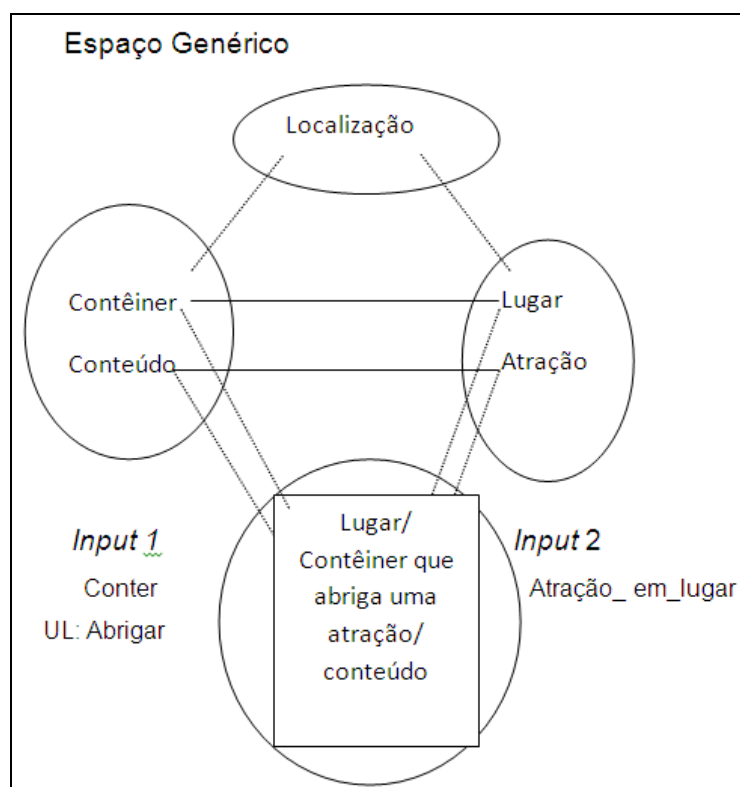 Espaço Genérico
Localização
Contêiner
Lugar
Conteúdo
Atração
Input 1
Conter
UL: Abrigar
Lugar/
Contêiner que
abriga uma
atração/
conteúdo
Input 2
Atração_ em_lugar